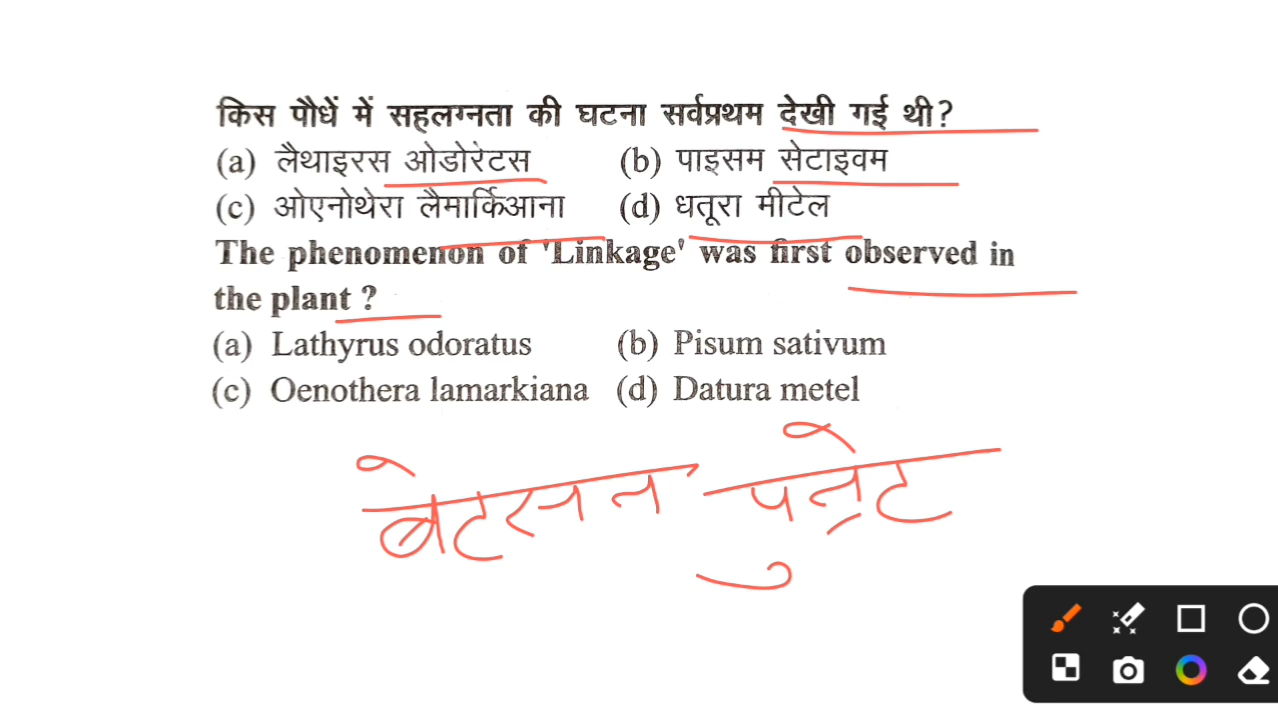 किस पौधें में सहलग्नता की घटना सर्वप्रथम देखी गई थी?
(a) लैथाइरस ओडोरेटस (b) पाइसम सेटाइवम
(c) ओएनोथेरा लैमार्किआना (d) धतूरा मीटेल
The phenomenon of 'Linkage' was first observed in
the plant ?
(a) Lathyrus odoratus (b) Pisum sativum
(c) Oenothera lamarkiana (d) Datura metel
बेटसन पुन्नेट